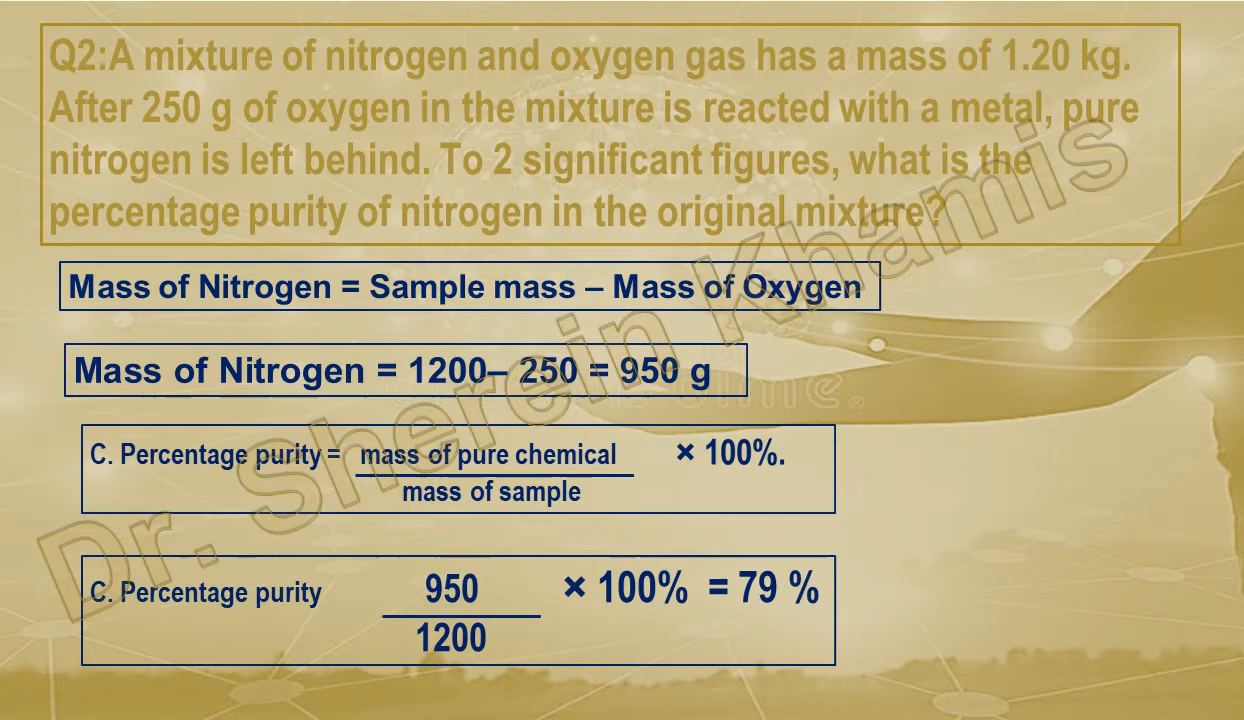 Q2:A mixture of nitrogen and oxygen gas has a mass of 1.20 kg.
After 250 g of oxygen in the mixture is reacted with a metal, pure
nitrogen is left behind. To 2 significant figures, what is the
percentage purity of nitrogen in the original mixture?
Mass of Nitrogen = Sample mass – Mass of Oxygen
Mass of Nitrogen = 1200– 250 = 950 g
C. Percentage purity = mass of pure chemical × 100%.
mass of sample
C. Percentage purity 950 × 100% = 79 %
1200
Dr. Sherein Khamis